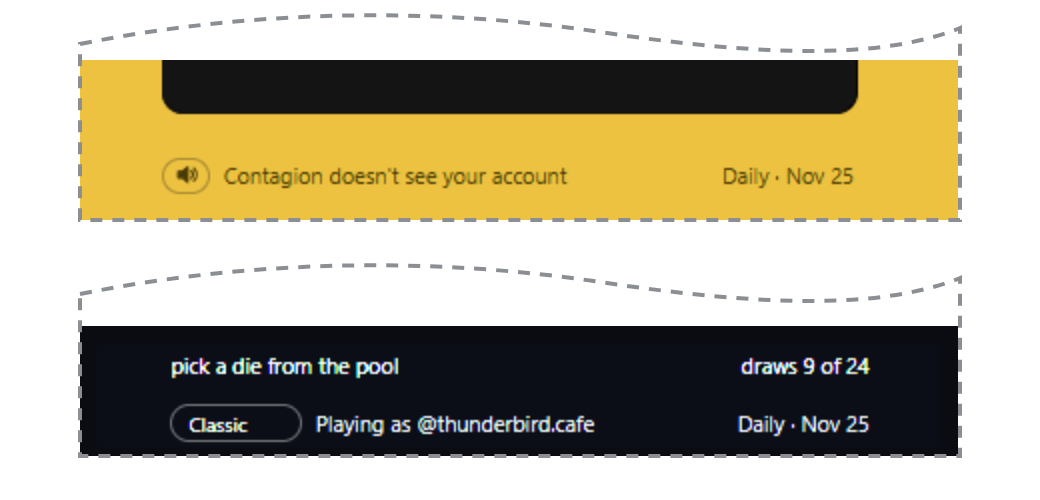 Contagion doesn't see your account Daily · Nov 25
pick a die from the pool draws 9 of 24
Classic Playing as @thunderbird.cafe Daily · Nov 25